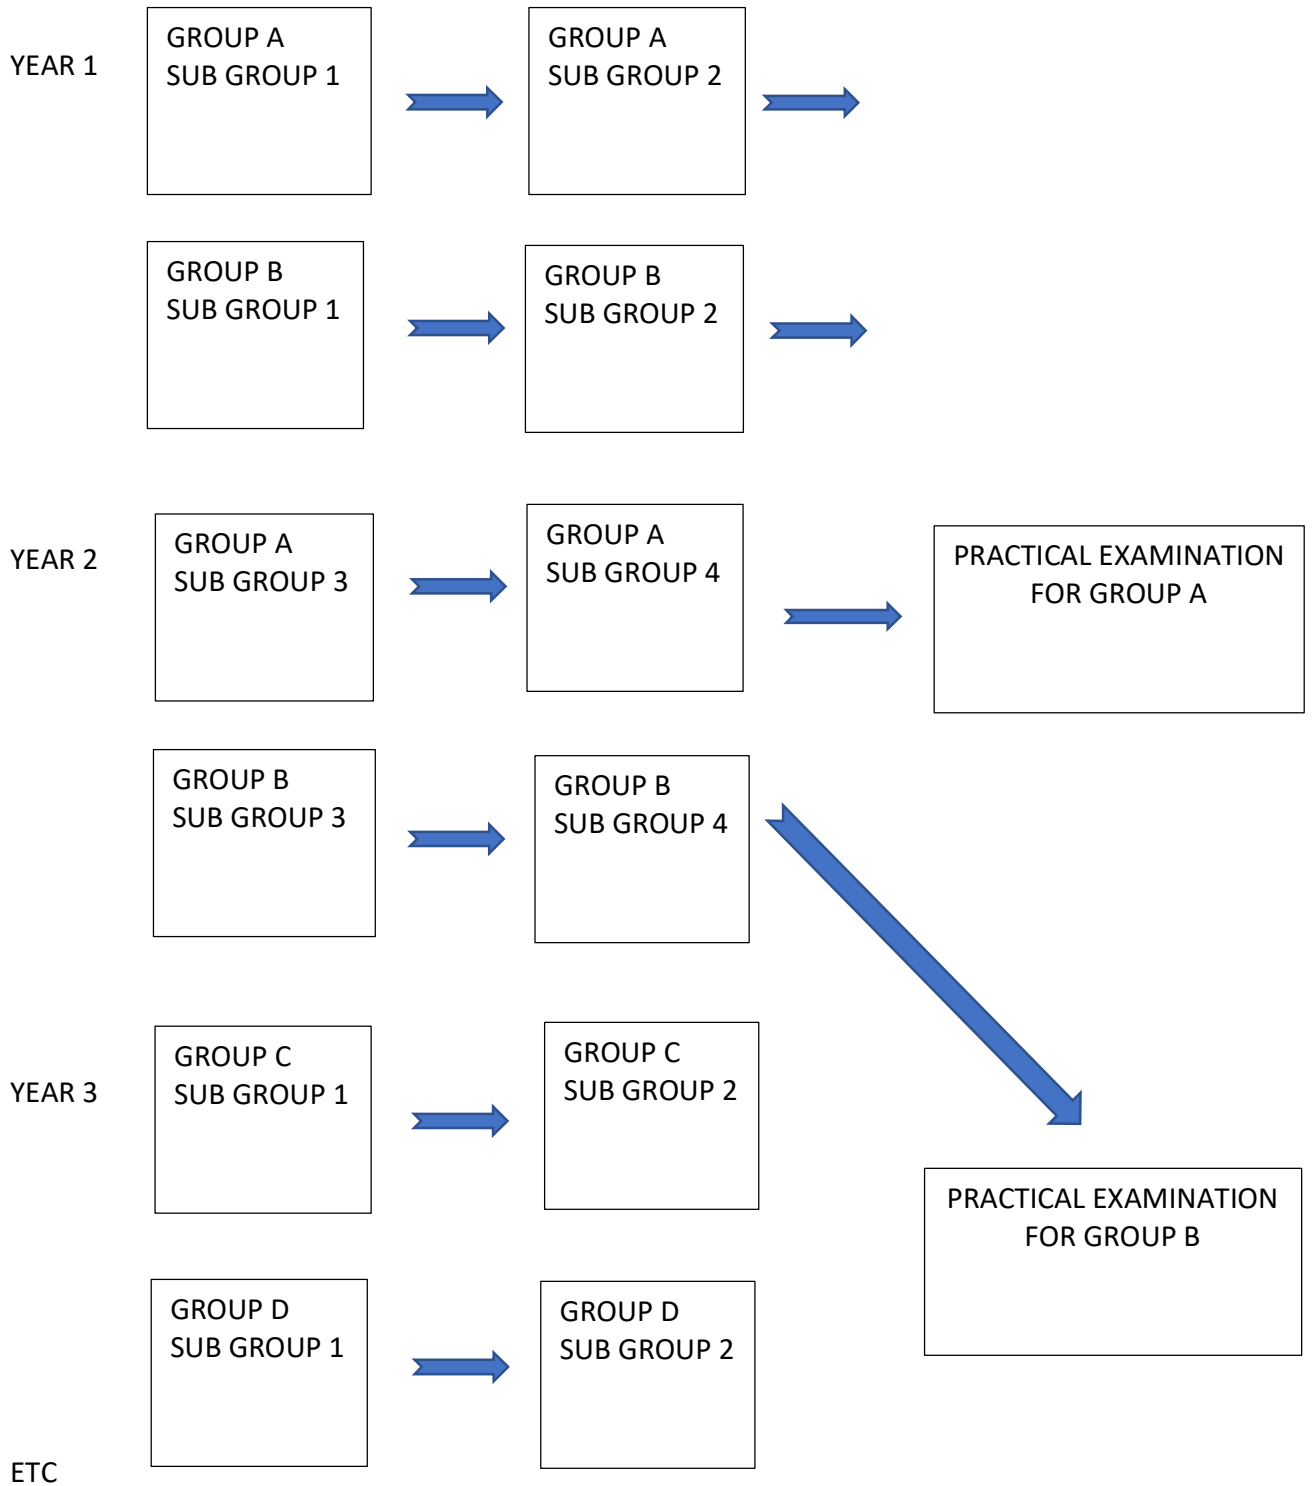 YEAR 1
GROUP A
SUB GROUP 1
GROUP A
SUB GROUP 2
GROUP B
SUB GROUP 1
GROUP B
SUB GROUP 2
YEAR 2
GROUP A
SUB GROUP 3
GROUP A
SUB GROUP 4
PRACTICAL EXAMINATION
FOR GROUP A
GROUP B
SUB GROUP 3
GROUP B
SUB GROUP 4
YEAR 3
GROUP C
SUB GROUP 1
GROUP C
SUB GROUP 2
PRACTICAL EXAMINATION
FOR GROUP B
GROUP D
SUB GROUP 1
GROUP D
SUB GROUP 2
ETC